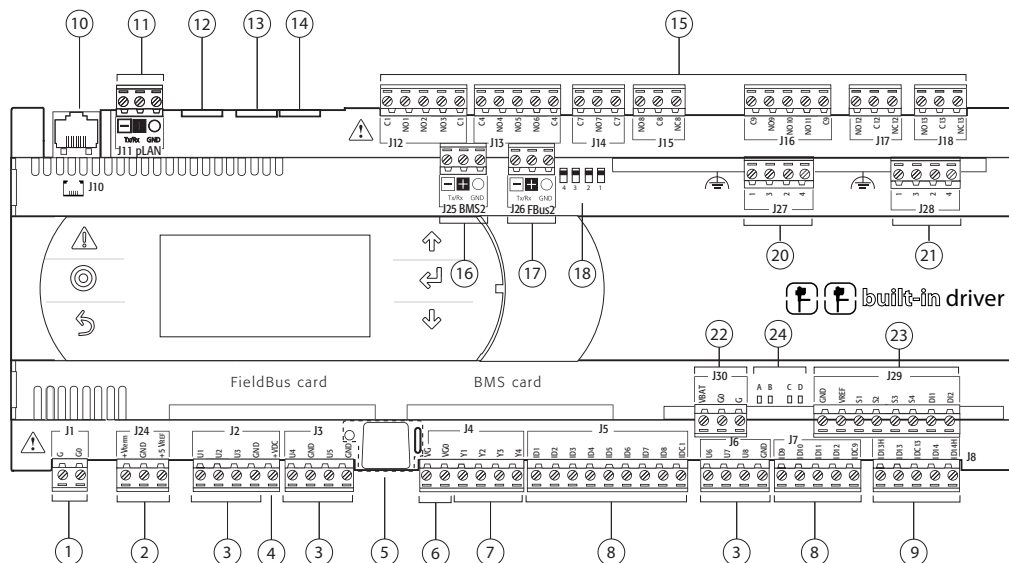 10 11 12 13 14 15
C1 NO1 NO2 NO3 C1
C4 NO4 NO5 NO6 C4
C7 NO7 C7
NO8 C8 NC8
C9 NO9 NO10 NO11 C9
NO12 C12 NC12
NO13 C13 NC13
J12 J13 J14 J15 J16 J17 J18
Tx/Rx GND
J11 pLAN
J10
Tx/Rx GND
J25 BMS2
Tx/Rx GND
J26 FBus2
4 3 2 1
1 3 2 4
J27
1 3 2 4
J28
16 17 18 20 21
built-in driver
22 24 23
FieldBus card
BMS card
J30
VBAT G0 G
A B C D
J29
GND VREF S1 S2 S3 S4 DI1 DI2
J1
G G0
J24
+Vterm GND +5 VREF
J2
U1 U2 U3 GND +VDC
J3
U4 GND U5 GND
J4
VG VG0 Y1 Y2 Y3 Y4
J5
ID1 ID2 ID3 ID4 ID5 ID6 ID7 ID8 IDC1
J6
U6 U7 U8 GND
J7
ID9 ID10 ID11 ID12 IDC9
ID13H ID13 IDC13 ID14 ID14H
J8
1 2 3 4 3 5 6 7 8 3 8 9